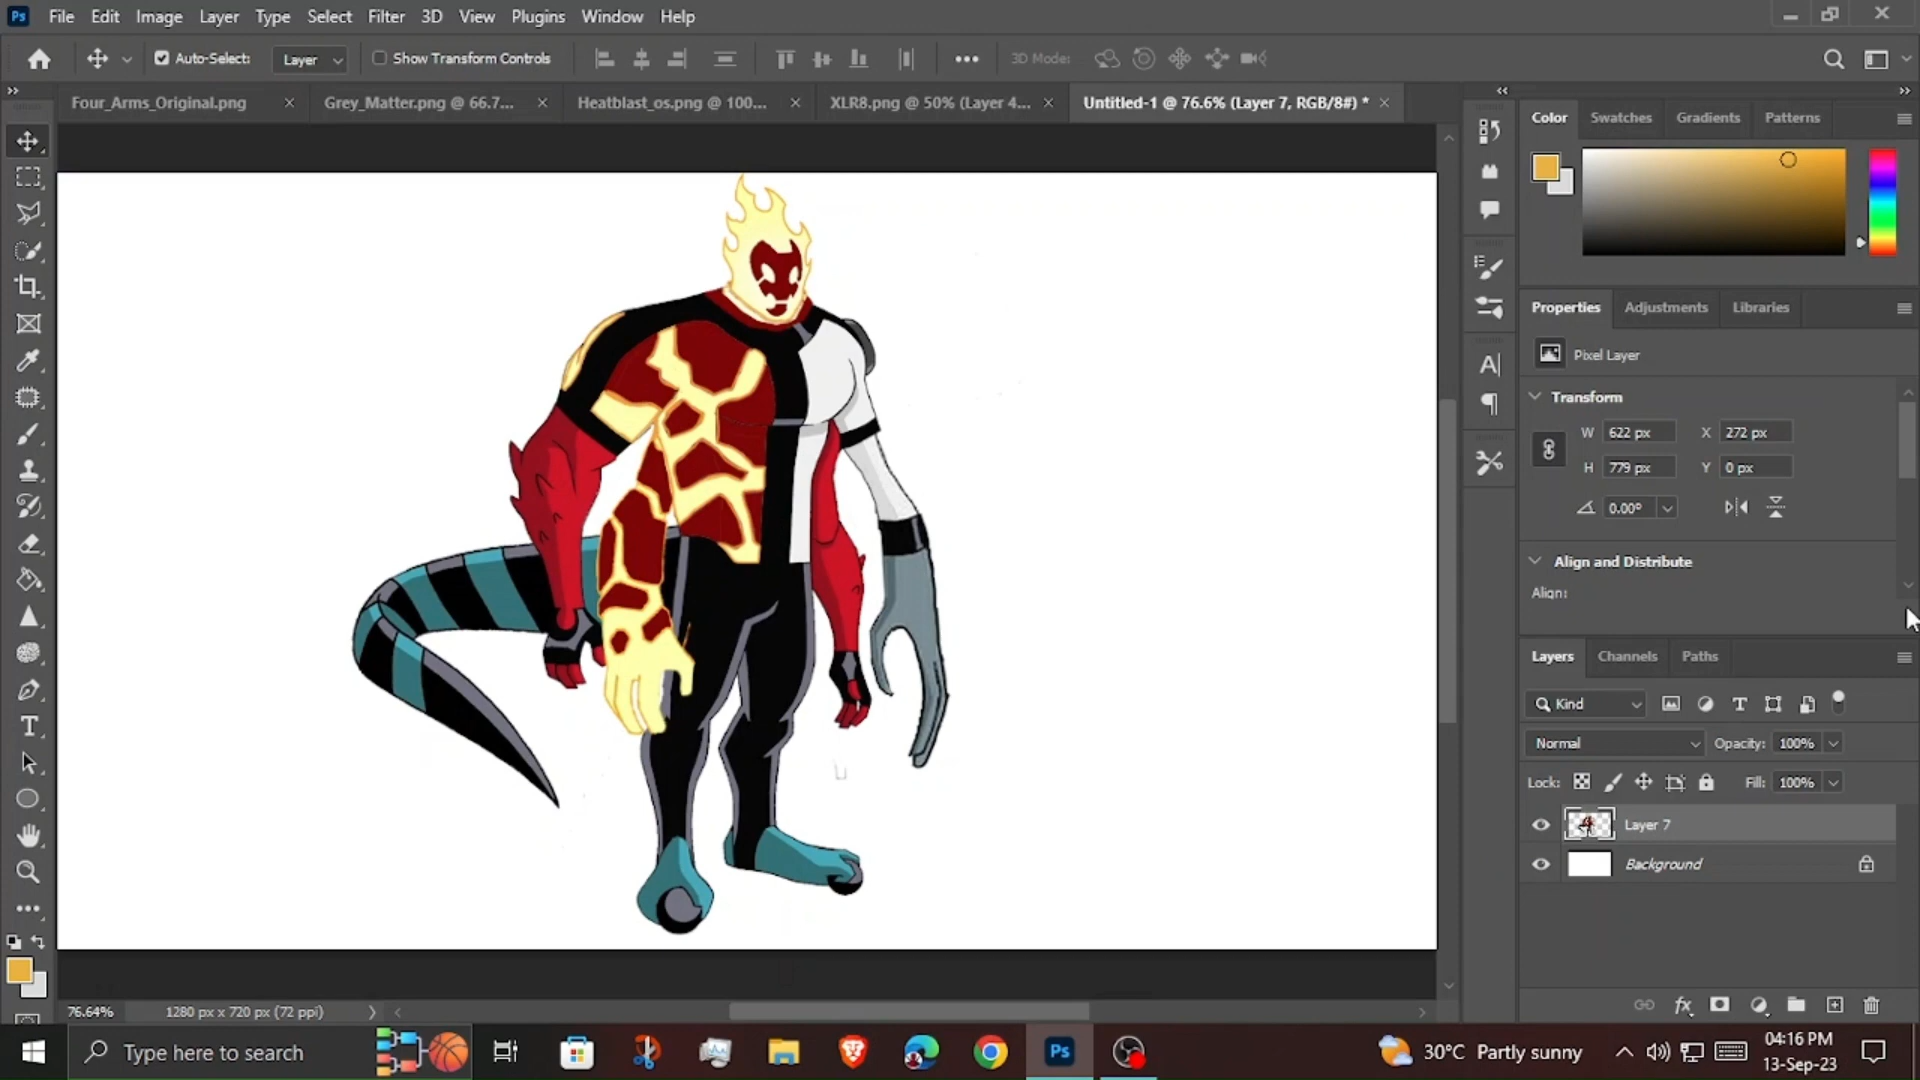 Ps File Edit Image Layer Type Select Filter 3D View Plugins Window Help
Auto-Select: Layer Show Transform Controls 3D Mode:
Four_Arms_Original.png Grey_Matter.png @ 66.7... Heatblast_os.png @ 100... XLR8.png @ 50% (Layer 4... Untitled-1 @ 76.6% (Layer 7, RGB/8#) *
Color Swatches Gradients Patterns
Properties Adjustments Libraries
Pixel Layer
Transform
W 622 px X 272 px
H 779 px Y 0 px
0.00°
Align and Distribute
Align:
Layers Channels Paths
Kind
Normal Opacity: 100%
Lock: Fill: 100%
Layer 7
Background
76.64% 1280 px x 720 px (72 ppi)
Type here to search
Ps
30°C Partly sunny
04:16 PM
13-Sep-23